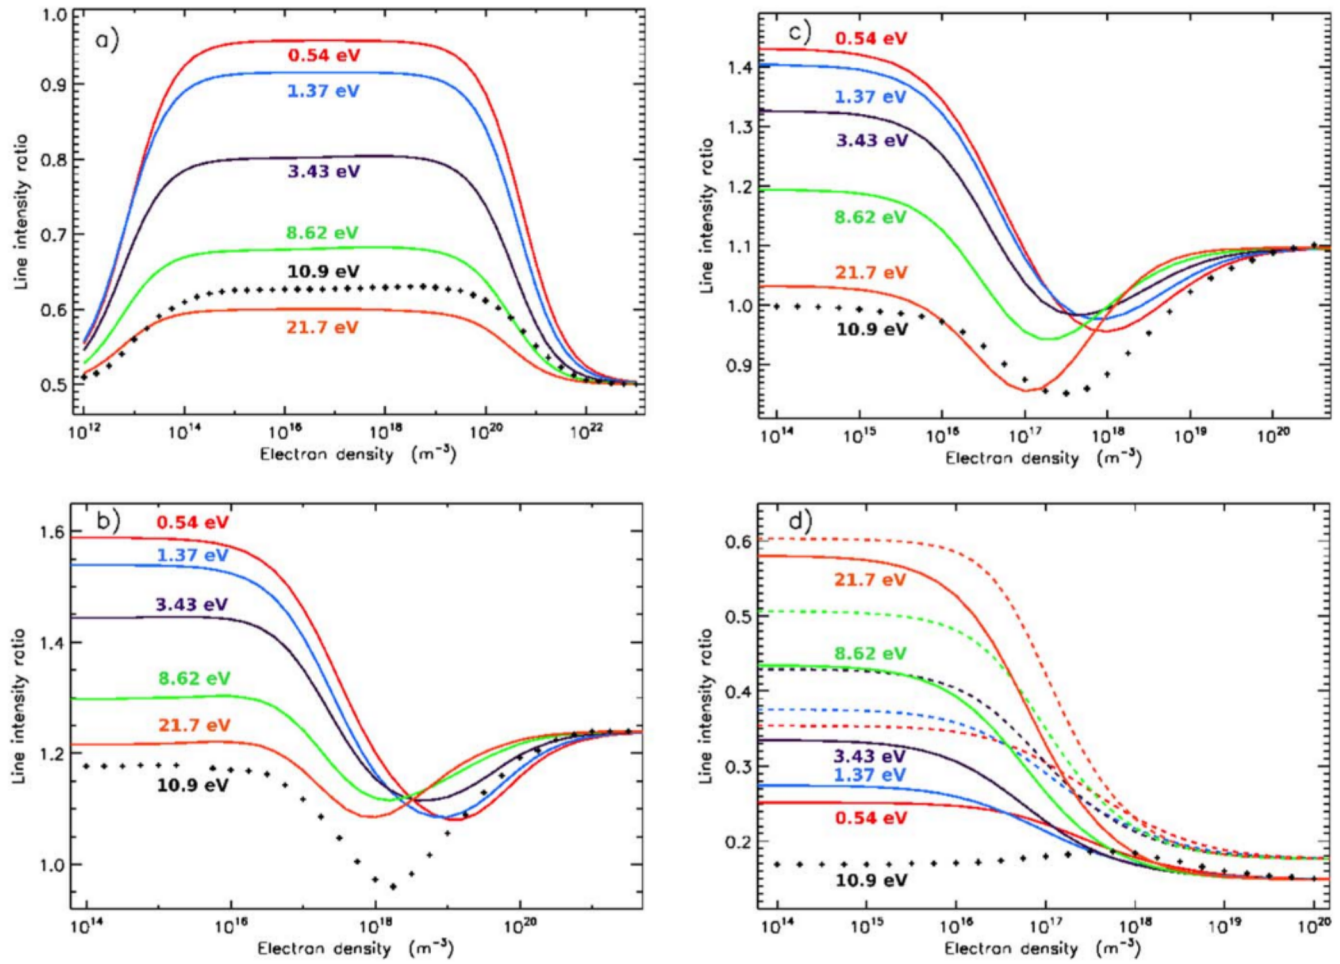 a)
1.0
0.9
0.8
0.7
0.6
0.5
Line intensity ratio
0.54 eV
1.37 eV
3.43 eV
8.62 eV
10.9 eV
21.7 eV
10^12 10^14 10^16 10^18 10^20 10^22
Electron density (m^-3)
c)
1.4
1.3
1.2
1.1
1.0
0.9
Line intensity ratio
0.54 eV
1.37 eV
3.43 eV
8.62 eV
21.7 eV
10.9 eV
10^14 10^15 10^16 10^17 10^18 10^19 10^20
Electron density (m^-3)
b)
1.6
1.4
1.2
1.0
Line intensity ratio
0.54 eV
1.37 eV
3.43 eV
8.62 eV
21.7 eV
10.9 eV
10^14 10^16 10^18 10^20
Electron density (m^-3)
d)
0.6
0.5
0.4
0.3
0.2
Line intensity ratio
21.7 eV
8.62 eV
3.43 eV
1.37 eV
0.54 eV
10.9 eV
10^14 10^15 10^16 10^17 10^18 10^19 10^20
Electron density (m^-3)